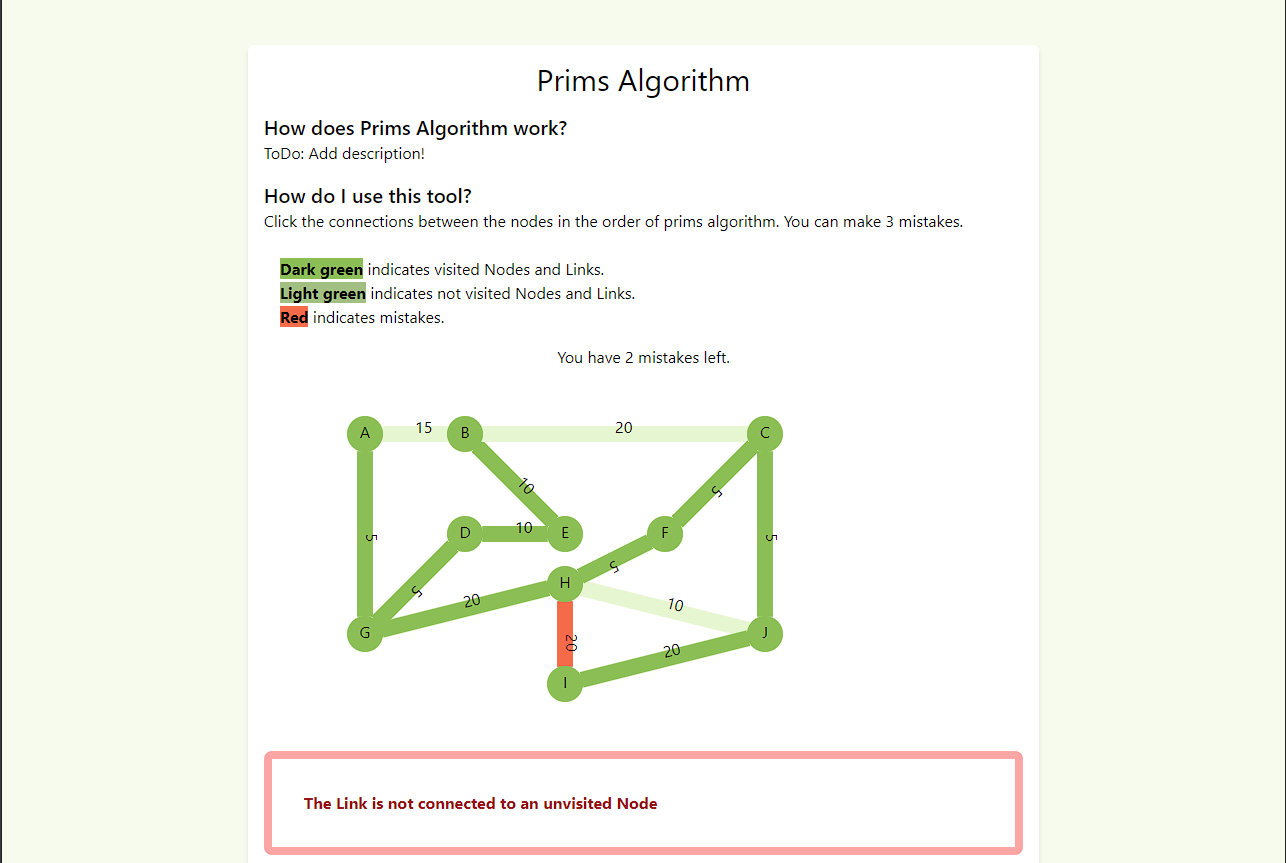 Prims Algorithm
How does Prims Algorithm work?
ToDo: Add description!
How do I use this tool?
Click the connections between the nodes in the order of prims algorithm. You can make 3 mistakes.
Dark green indicates visited Nodes and Links.
Light green indicates not visited Nodes and Links.
Red indicates mistakes.
You have 2 mistakes left.
A 15 B 20 C
10 5
D 10 E F
5 5
H 5
5 20 10
G J
20 20
I
The Link is not connected to an unvisited Node